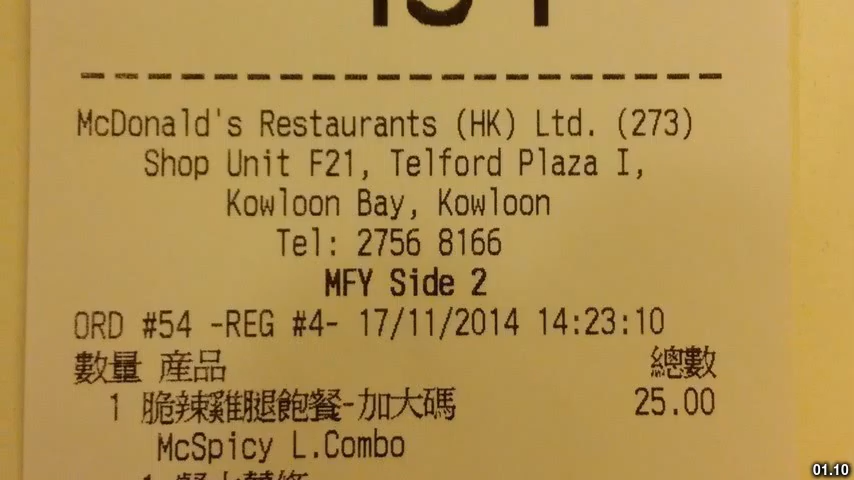 McDonald's Restaurants (HK) Ltd. (273)
Shop Unit F21, Telford Plaza I,
Kowloon Bay, Kowloon
Tel: 2756 8166
MFY Side 2
ORD #54 -REG #4- 17/11/2014 14:23:10
數量 產品 總數
1 脆辣雞腿飽餐-加大碼 25.00
McSpicy L.Combo
01.10